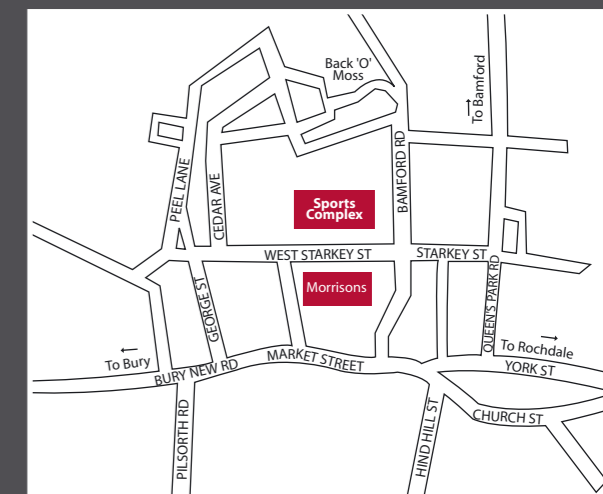 Back 'O'
Moss
To Bamford
PEEL LANE
CEDAR AVE
BAMFORD RD
Sports
Complex
WEST STARKEY ST
STARKEY ST
Morrisons
GEORGE ST
QUEEN'S PARK RD
To Bury
BURY NEW RD
MARKET STREET
To Rochdale
YORK ST
PILSORTH RD
HIND HILL ST
CHURCH ST